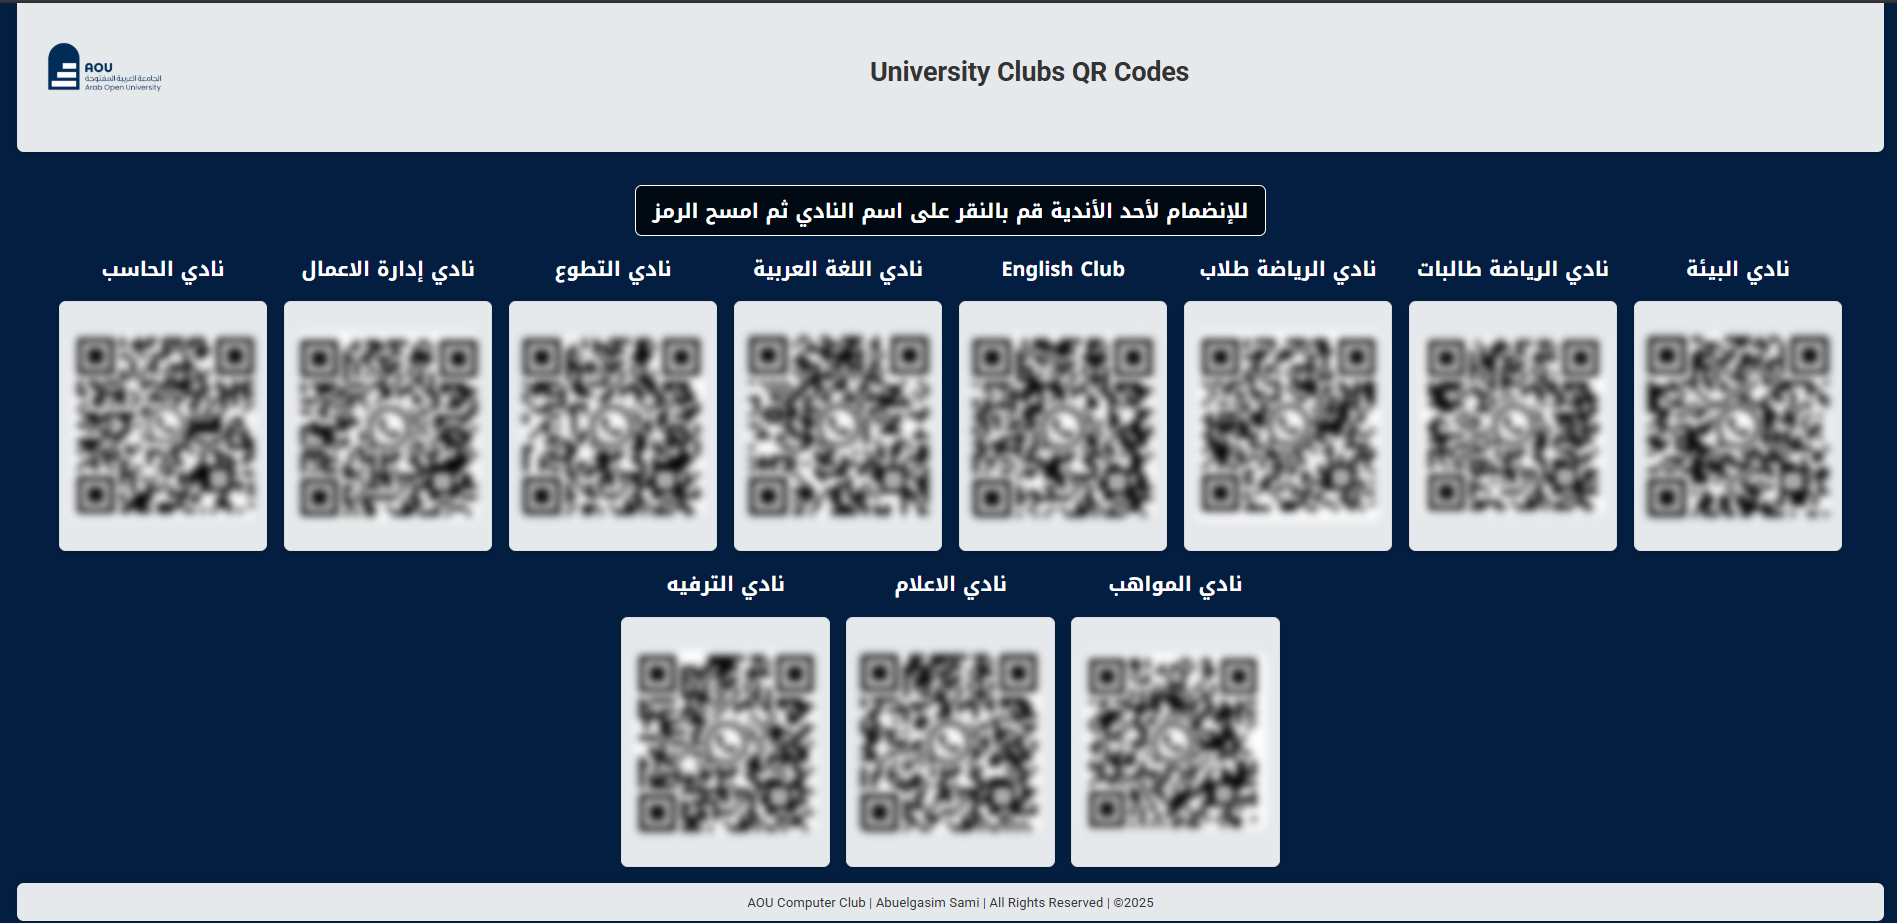 AOU
الجامعة العربية المفتوحة
Arab Open University
University Clubs QR Codes
للإنضمام لأحد الأندية قم بالنقر على اسم النادي ثم امسح الرمز
نادي البيئة
نادي الرياضة طالبات
نادي الرياضة طلاب
English Club
نادي اللغة العربية
نادي التطوع
نادي إدارة الاعمال
نادي الحاسب
نادي المواهب
نادي الاعلام
نادي الترفيه
AOU Computer Club | Abuelgasim Sami | All Rights Reserved | ©2025